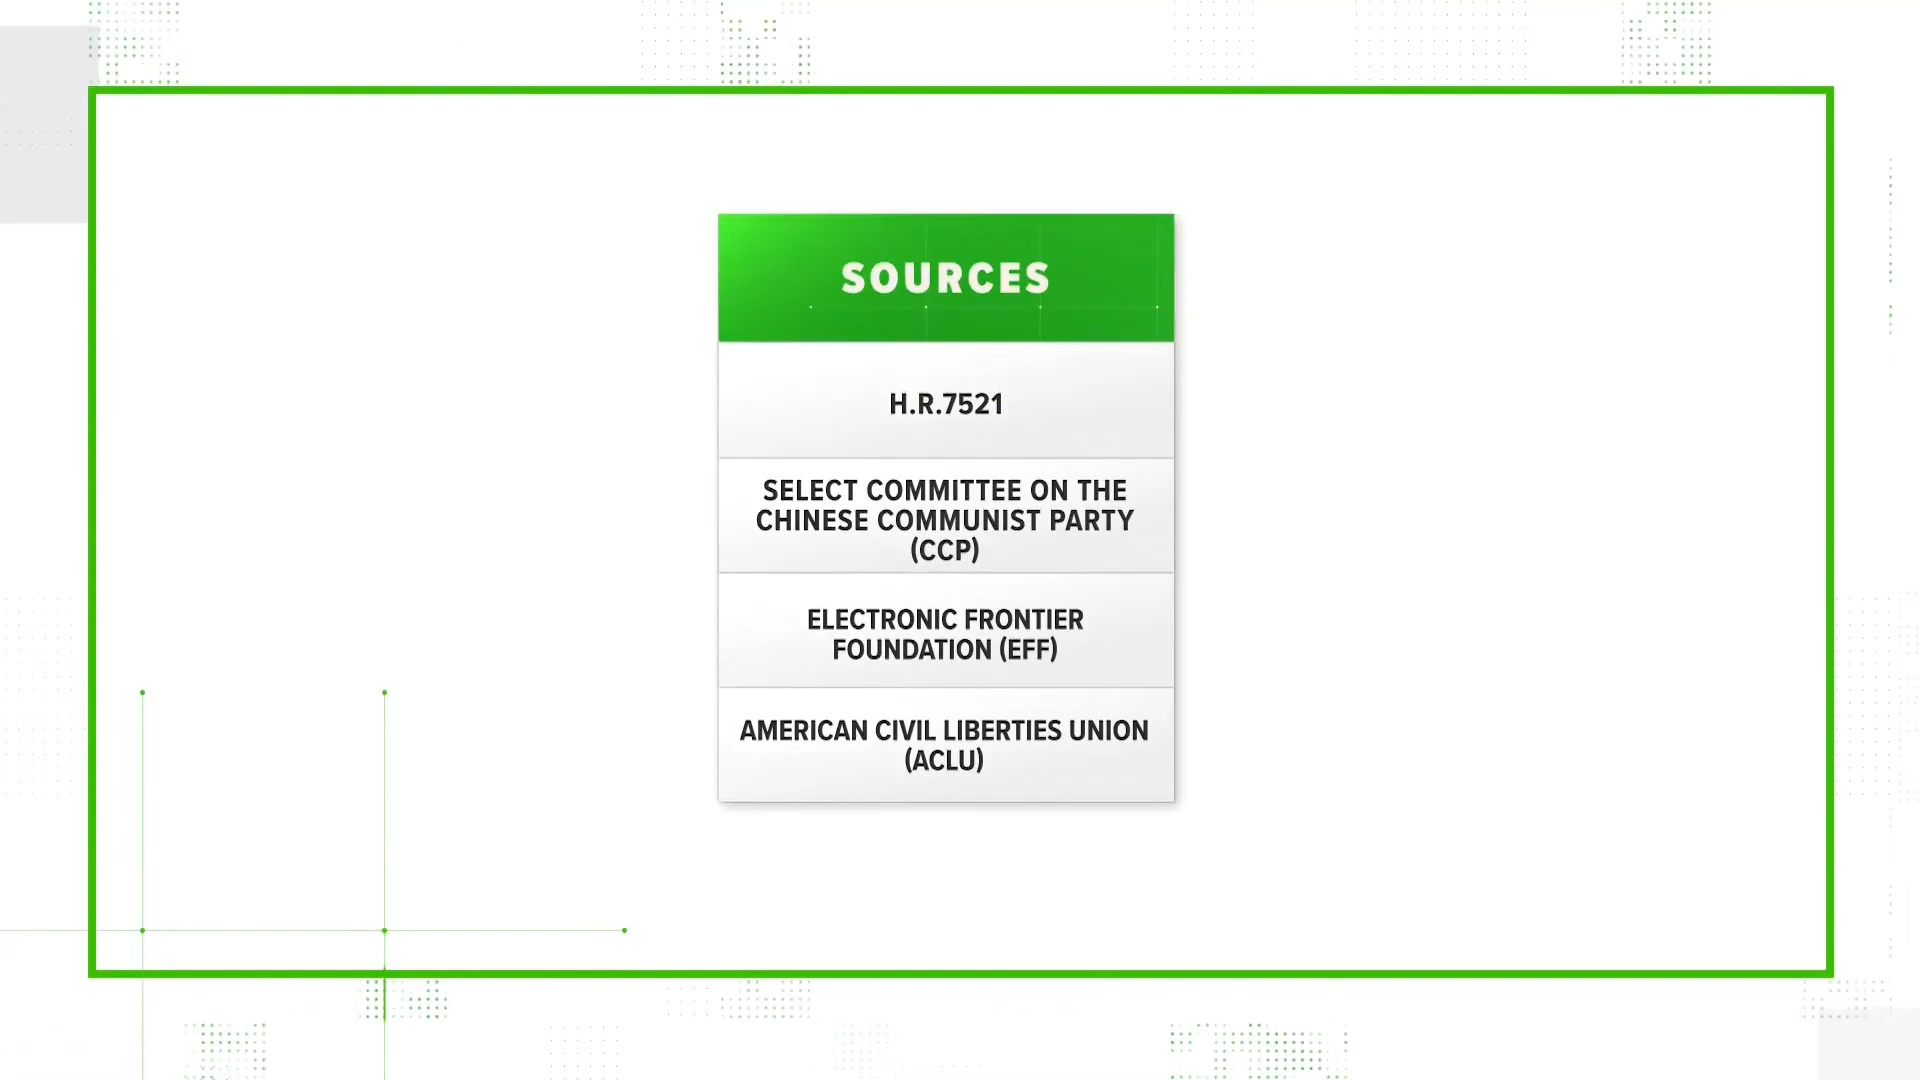 SOURCES
H.R.7521
SELECT COMMITTEE ON THE
CHINESE COMMUNIST PARTY
(CCP)
ELECTRONIC FRONTIER
FOUNDATION (EFF)
AMERICAN CIVIL LIBERTIES UNION
(ACLU)